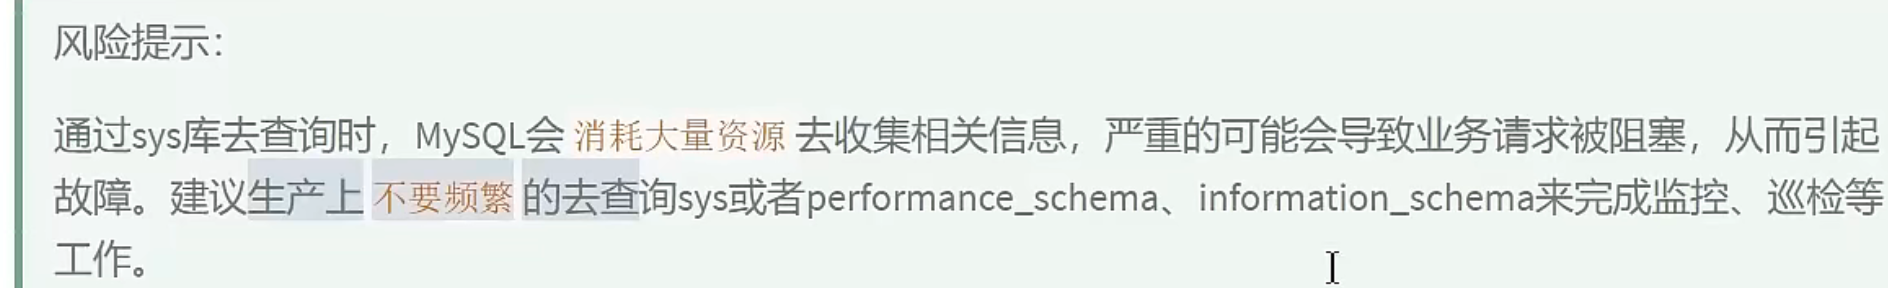 风险提示：
通过sys库去查询时，MySQL会 消耗大量资源 去收集相关信息，严重的可能会导致业务请求被阻塞，从而引起
故障。建议生产上 不要频繁 的去查询sys或者performance_schema、information_schema来完成监控、巡检等
工作。